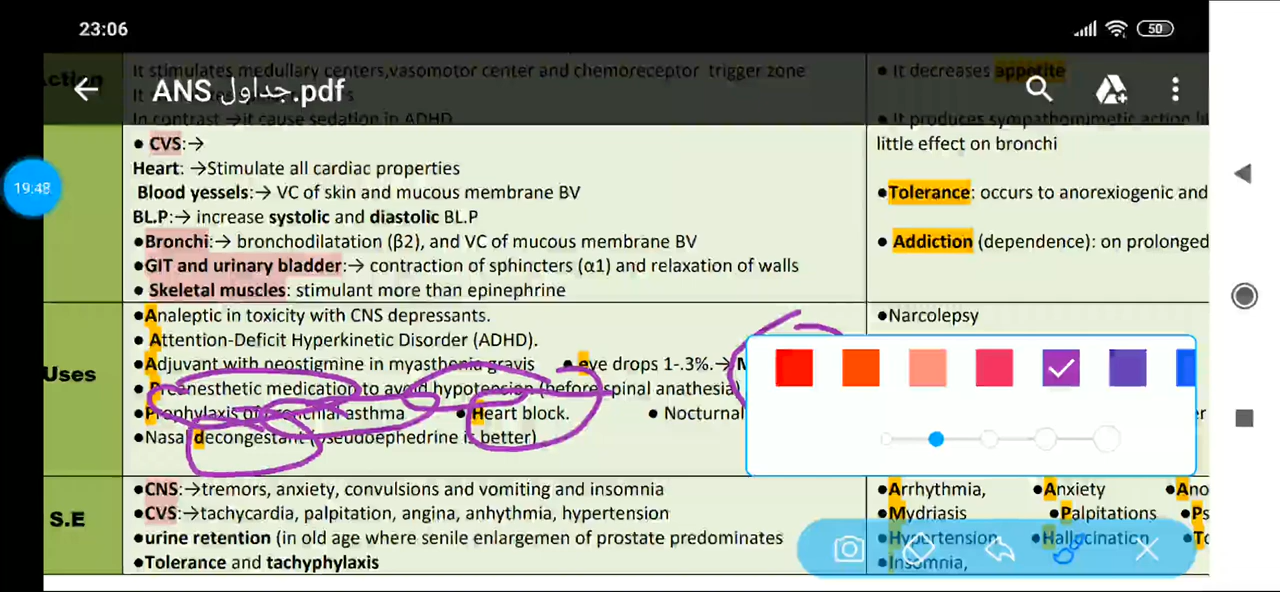 23:06
50
ANS جداول.pdf
Action
It stimulates medullary centers,vasomotor center and chemoreceptor trigger zone
In contrast →it cause sedation in ADHD
● CVS:→
Heart: →Stimulate all cardiac properties
Blood yessels:→ VC of skin and mucous membrane BV
BL.P:→ increase systolic and diastolic BL.P
●Bronchi:→ bronchodilatation (β2), and VC of mucous membrane BV
●GIT and urinary bladder:→ contraction of sphincters (α1) and relaxation of walls
● Skeletal muscles: stimulant more than epinephrine
● It decreases appetite
● It produces sympathomimetic action
little effect on bronchi
●Tolerance: occurs to anorexiogenic and
● Addiction (dependence): on prolonged
19:48
Uses
●Analeptic in toxicity with CNS depressants.
● Attention-Deficit Hyperkinetic Disorder (ADHD).
●Adjuvant with neostigmine in myasthenia gravis ● eye drops 1-.3%.→
● Preanesthetic medication to avoid hypotension (before spinal anathesia)
●Prophylaxis of bronchial asthma ● Heart block. ● Nocturnal
●Nasal decongestant (pseudoephedrine is better)
●Narcolepsy
S.E
●CNS:→tremors, anxiety, convulsions and vomiting and insomnia
●CVS:→tachycardia, palpitation, angina, anhythmia, hypertension
●urine retention (in old age where senile enlargemen of prostate predominates
●Tolerance and tachyphylaxis
●Arrhythmia, ●Anxiety ●Ano
●Mydriasis ●Palpitations ●Ps
●Hypertension ●Hallucination
●Insomnia,